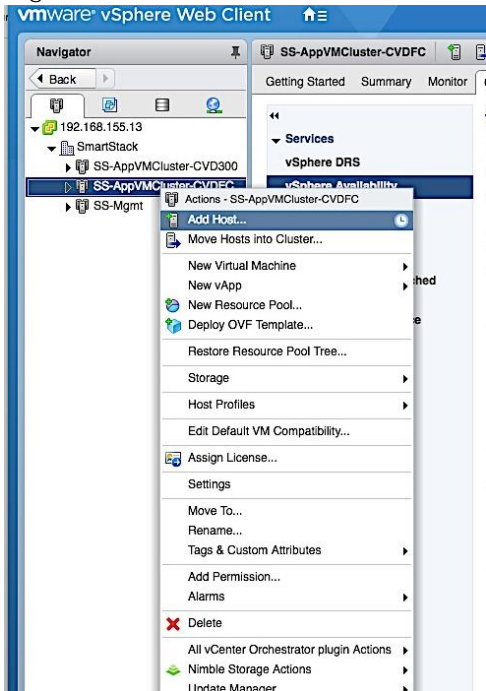 vmware® vSphere Web Client
Navigator
SS-AppVMCluster-CVDFC
Back
Getting Started Summary Monitor
192.168.155.13
SmartStack
SS-AppVMCluster-CVD300
SS-AppVMCluster-CVDFC
SS-Mgmt
Services
vSphere DRS
vSphere Availability
Actions - SS-AppVMCluster-CVDFC
Add Host...
Move Hosts into Cluster...
New Virtual Machine
New vApp
New Resource Pool...
Deploy OVF Template...
Restore Resource Pool Tree...
Storage
Host Profiles
Edit Default VM Compatibility...
Assign License...
Settings
Move To...
Rename...
Tags & Custom Attributes
Add Permission...
Alarms
Delete
All vCenter Orchestrator plugin Actions
Nimble Storage Actions
Update Manager